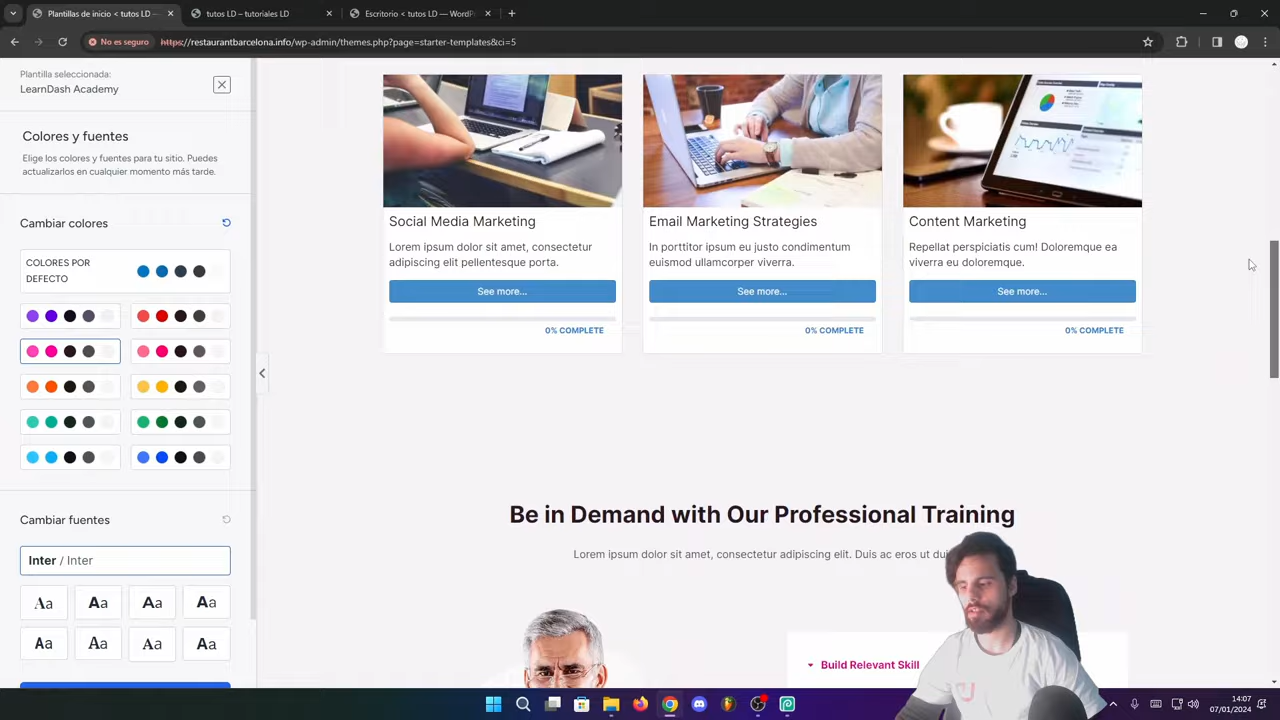 Plantillas de inicio < tutos LD —
tutos LD – tutoriales LD
Escritorio < tutos LD — WordP
No es seguro
https://restaurantbarcelona.info/wp-admin/themes.php?page=starter-templates&ci=5
Plantilla seleccionada:
LearnDash Academy
Colores y fuentes
Elige los colores y fuentes para tu sitio. Puedes
actualizarlos en cualquier momento más tarde.
Cambiar colores
COLORES POR
DEFECTO
Cambiar fuentes
Inter / Inter
Aa Aa Aa Aa
Aa Aa Aa Aa
Social Media Marketing
Lorem ipsum dolor sit amet, consectetur
adipiscing elit pellentesque porta.
See more...
0% COMPLETE
Email Marketing Strategies
In porttitor ipsum eu justo condimentum
euismod ullamcorper viverra.
See more...
0% COMPLETE
Content Marketing
Repellat perspiciatis cum! Doloremque ea
viverra eu doloremque.
See more...
0% COMPLETE
Be in Demand with Our Professional Training
Lorem ipsum dolor sit amet, consectetur adipiscing elit. Duis ac eros ut dui
Build Relevant Skill
14:07
07/01/2024